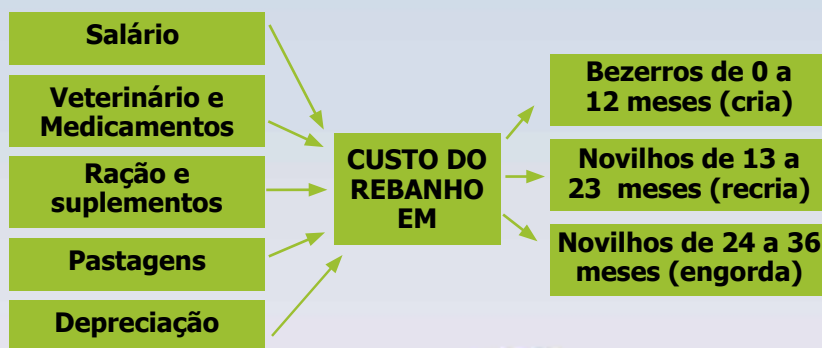 Salário
Veterinário e
Medicamentos
Ração e
suplementos
Pastagens
Depreciação
CUSTO DO
REBANHO
EM
Bezerros de 0 a
12 meses (cria)
Novilhos de 13 a
23 meses (recria)
Novilhos de 24 a 36
meses (engorda)